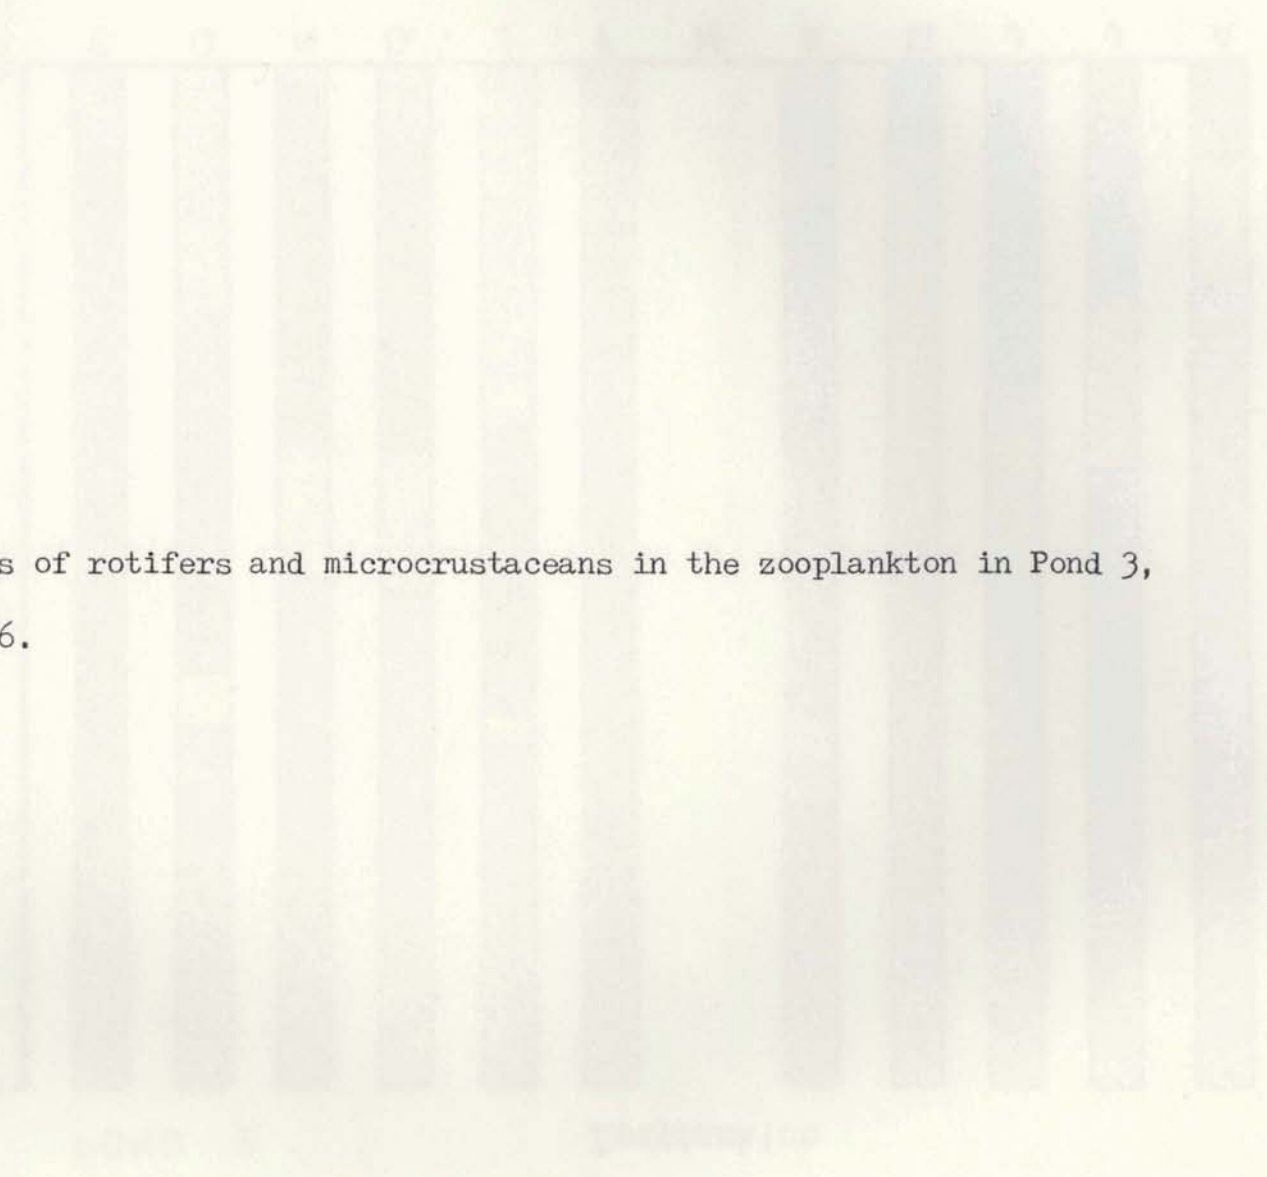 s of rotifers and microcrustaceans in the zooplankton in Pond 3,
6.